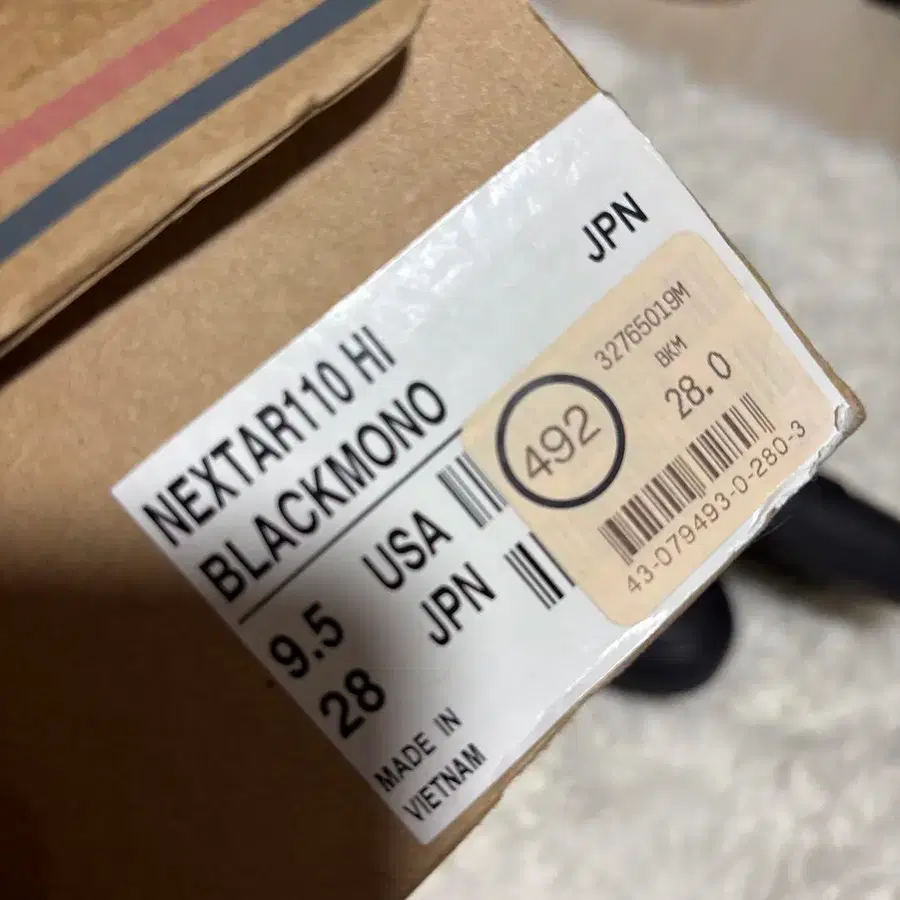 JPN
NEXTAR110 HI
BLACKMONO
9.5 USA
28 JPN
MADE IN
VIETNAM
32765019M
BKM
492
28.0
43-079493-0-280-3